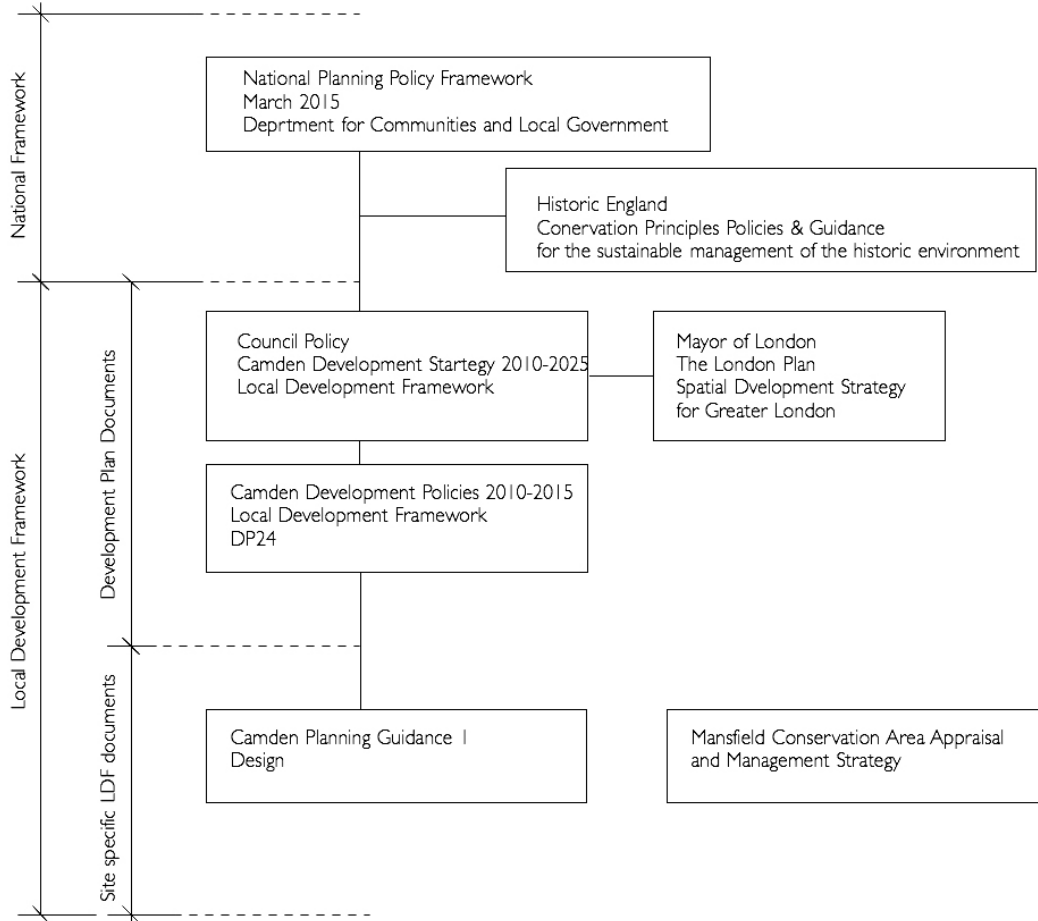 National Framework
National Planning Policy Framework
March 2015
Deprtment for Communities and Local Government
Historic England
Conervation Principles Policies & Guidance
for the sustainable management of the historic environment
Local Development Framework
Development Plan Documents
Council Policy
Camden Development Startegy 2010-2025
Local Development Framework
Mayor of London
The London Plan
Spatial Dvelopment Strategy
for Greater London
Camden Development Policies 2010-2015
Local Development Framework
DP24
Site specific LDF documents
Camden Planning Guidance 1
Design
Mansfield Conservation Area Appraisal
and Management Strategy